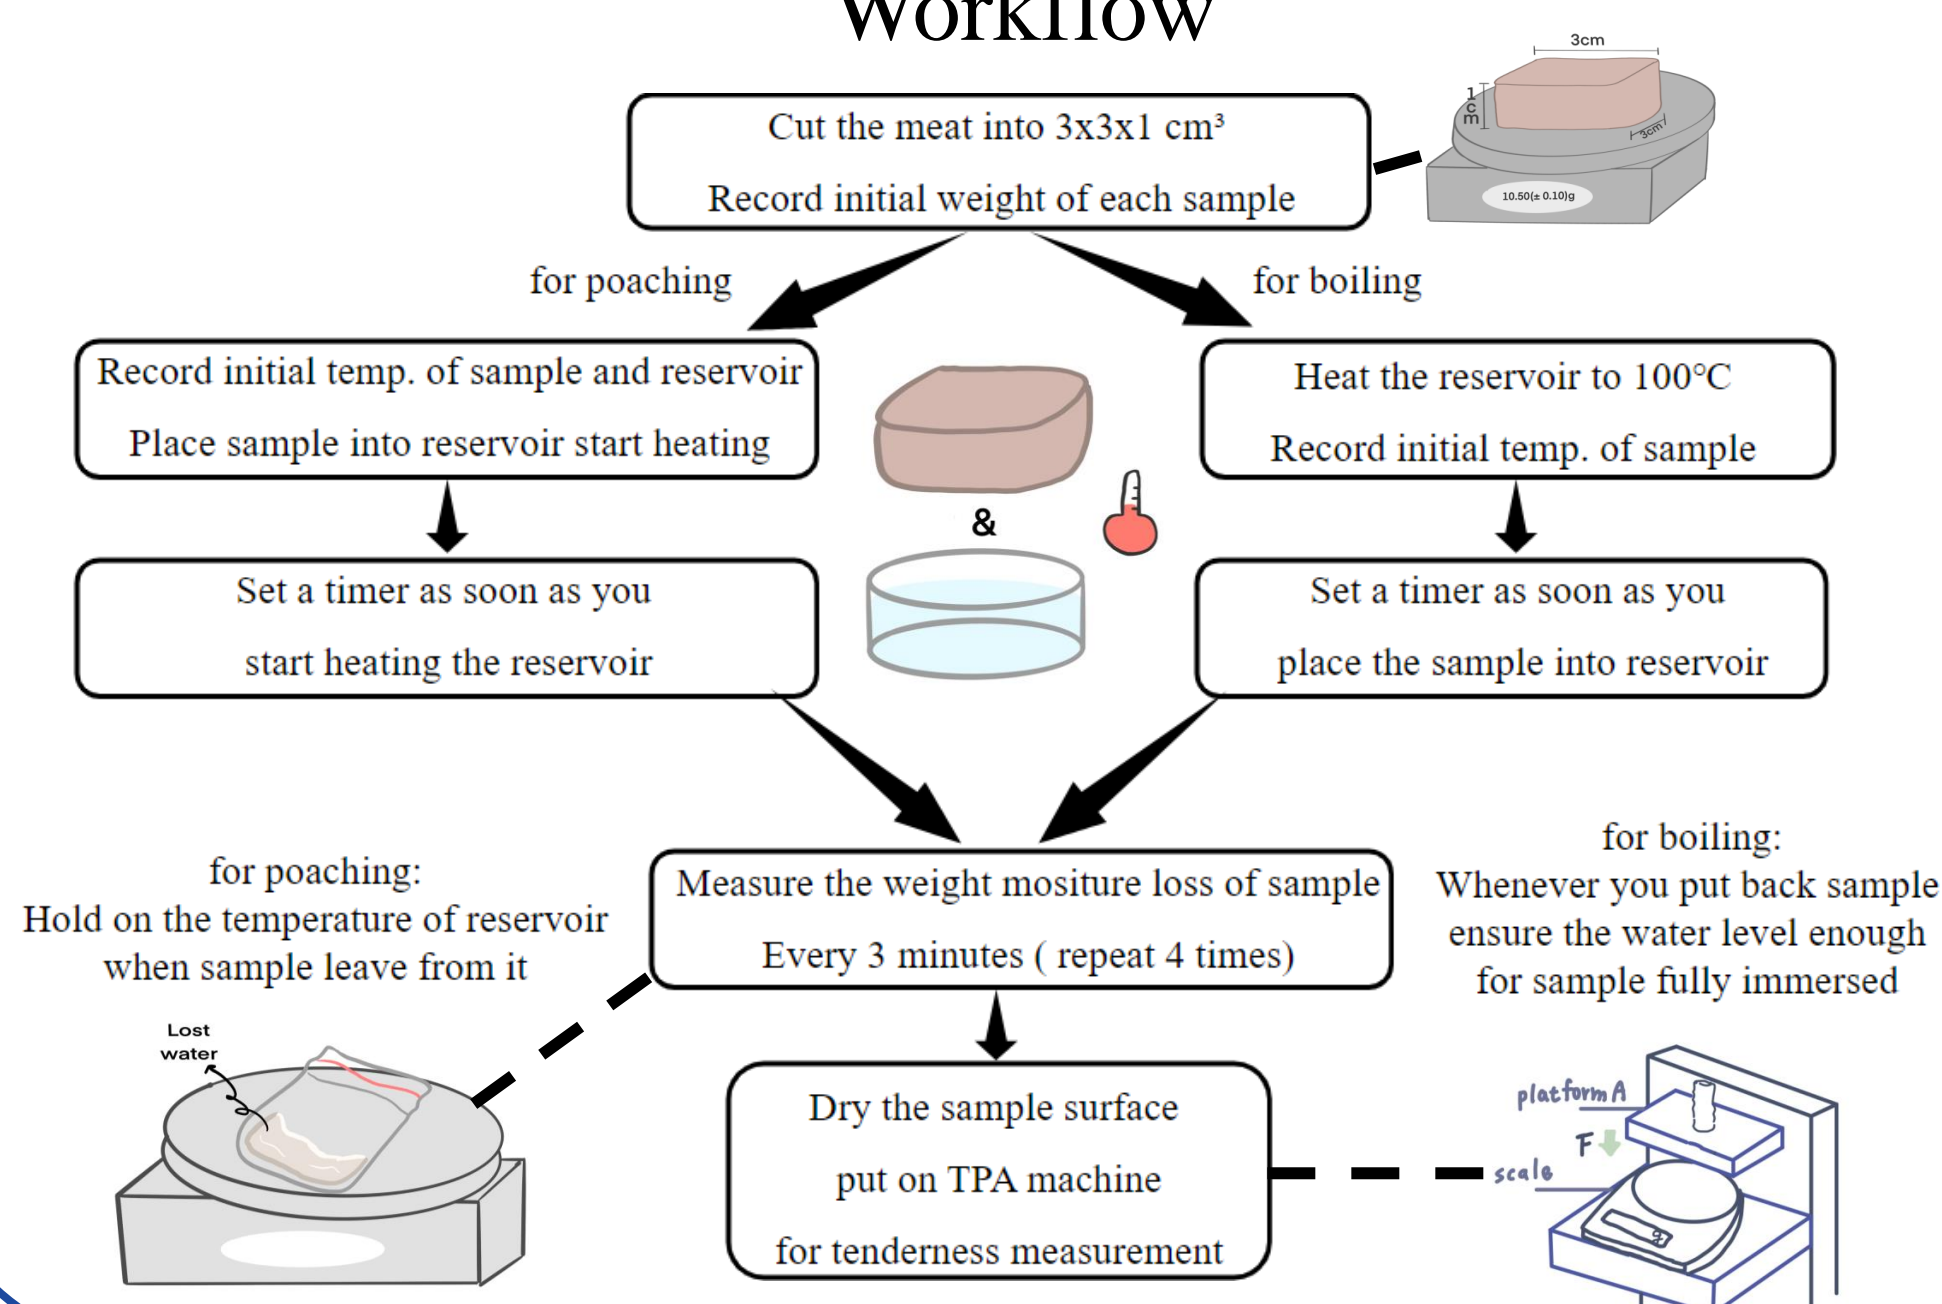 Workflow
3cm
1cm
3cm
10.50(± 0.10)g
Cut the meat into 3x3x1 cm³
Record initial weight of each sample
for poaching
for boiling
Record initial temp. of sample and reservoir
Place sample into reservoir start heating
Heat the reservoir to 100°C
Record initial temp. of sample
&
Set a timer as soon as you
start heating the reservoir
Set a timer as soon as you
place the sample into reservoir
for poaching:
Hold on the temperature of reservoir
when sample leave from it
Measure the weight mositure loss of sample
Every 3 minutes ( repeat 4 times)
for boiling:
Whenever you put back sample
ensure the water level enough
for sample fully immersed
Lost
water
Dry the sample surface
put on TPA machine
for tenderness measurement
platform A
F
scale
g